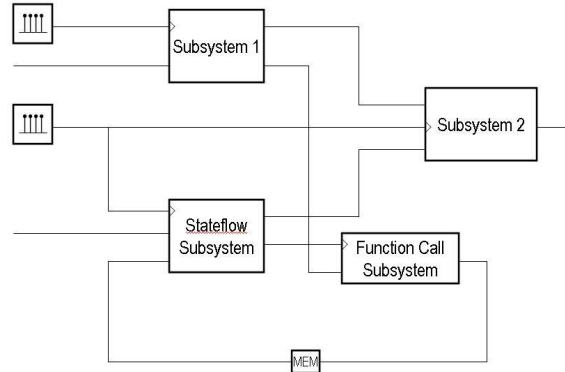 Subsystem 1
Subsystem 2
Stateflow
Subsystem
Function Call
Subsystem
MEM